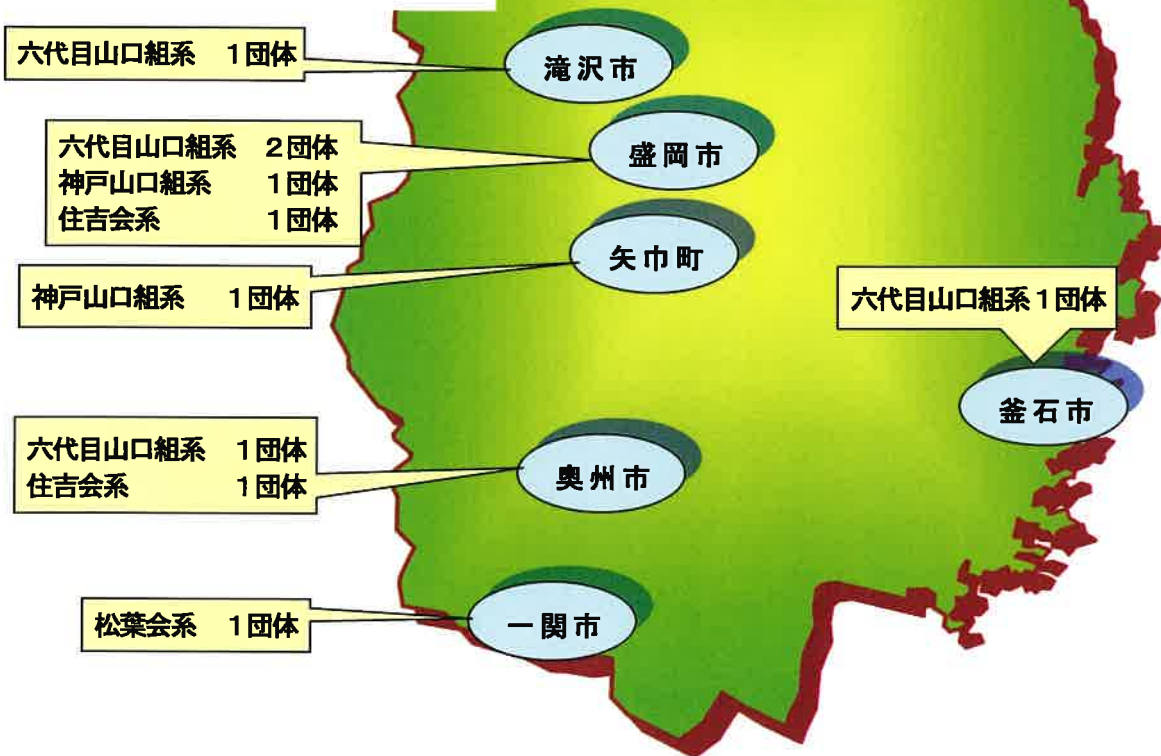 六代目山口組系　１団体
滝沢市
六代目山口組系　２団体
神戸山口組系　１団体
住吉会系　１団体
盛岡市
神戸山口組系　１団体
矢巾町
六代目山口組系１団体
釜石市
六代目山口組系　１団体
住吉会系　１団体
奥州市
松葉会系　１団体
一関市